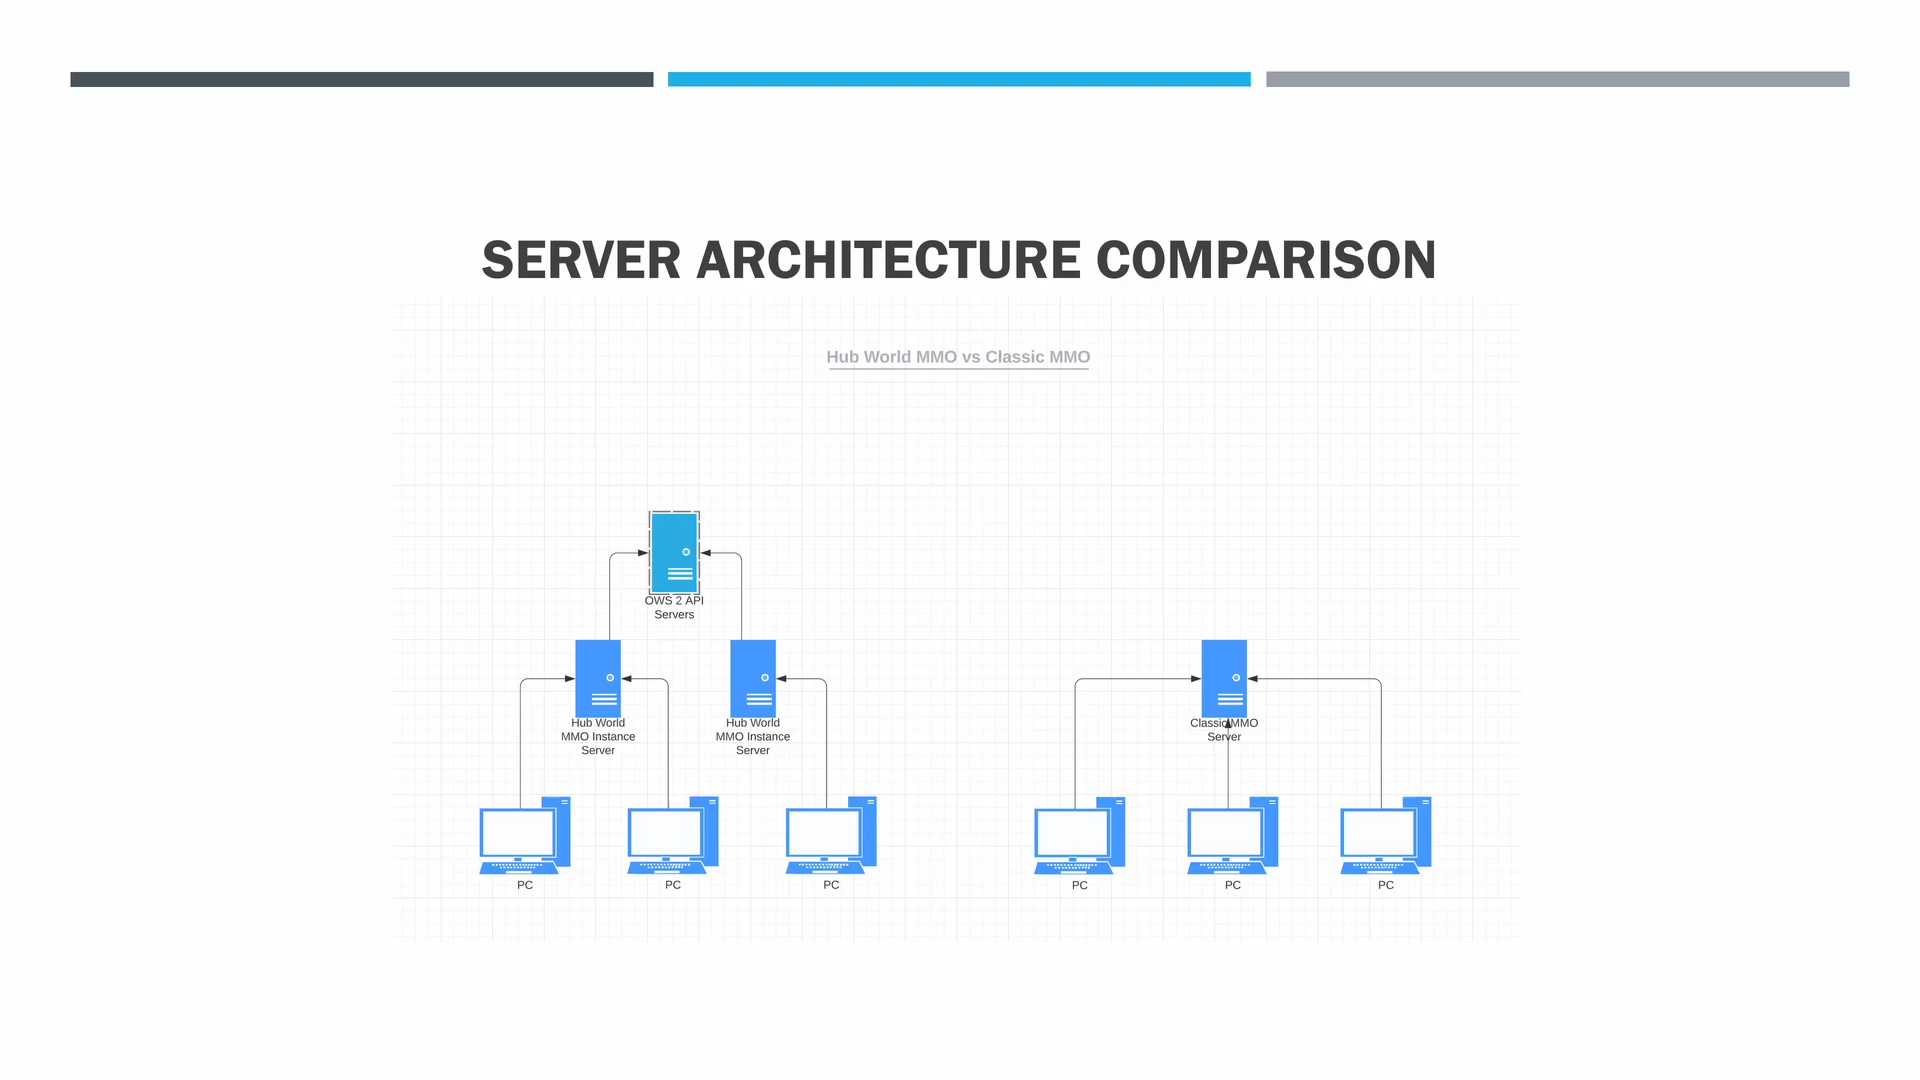 SERVER ARCHITECTURE COMPARISON
Hub World MMO vs Classic MMO
OWS 2 API
Servers
Hub World
MMO Instance
Server
Hub World
MMO Instance
Server
Classic MMO
Server
PC
PC
PC
PC
PC
PC